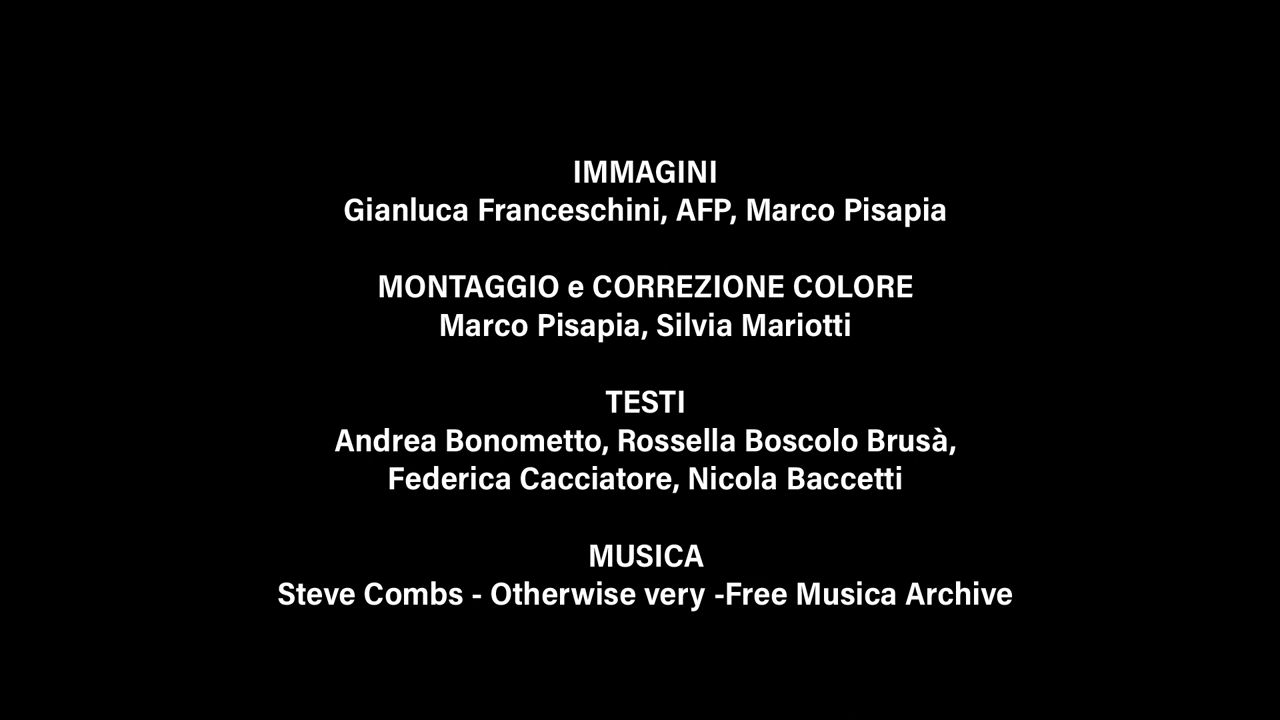 IMMAGINI
Gianluca Franceschini, AFP, Marco Pisapia
MONTAGGIO e CORREZIONE COLORE
Marco Pisapia, Silvia Mariotti
TESTI
Andrea Bonometto, Rossella Boscolo Brusà,
Federica Cacciatore, Nicola Baccetti
MUSICA
Steve Combs - Otherwise very -Free Musica Archive